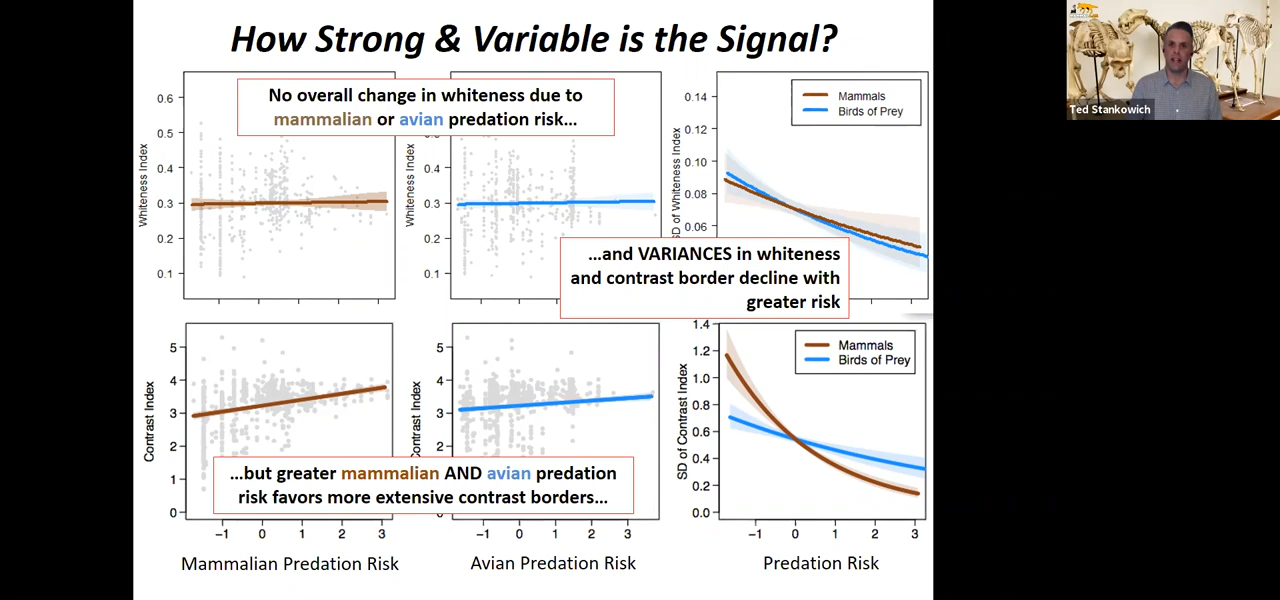 How Strong & Variable is the Signal?
Ted Stankowich
No overall change in whiteness due to
mammalian or avian predation risk…
Whiteness Index
0.6
0.5
0.4
0.3
0.2
0.1
Whiteness Index
0.4
0.3
0.2
0.1
SD of Whiteness Index
0.14
0.12
0.10
0.08
0.06
Mammals
Birds of Prey
…and VARIANCES in whiteness
and contrast border decline with
greater risk
Contrast Index
5
4
3
2
1
0
−1 0 1 2 3
Mammalian Predation Risk
Contrast Index
5
4
3
2
−1 0 1 2 3
Avian Predation Risk
…but greater mammalian AND avian predation
risk favors more extensive contrast borders…
SD of Contrast Index
1.4
1.2
1.0
0.8
0.6
0.4
0.2
0.0
Mammals
Birds of Prey
−1 0 1 2 3
Predation Risk